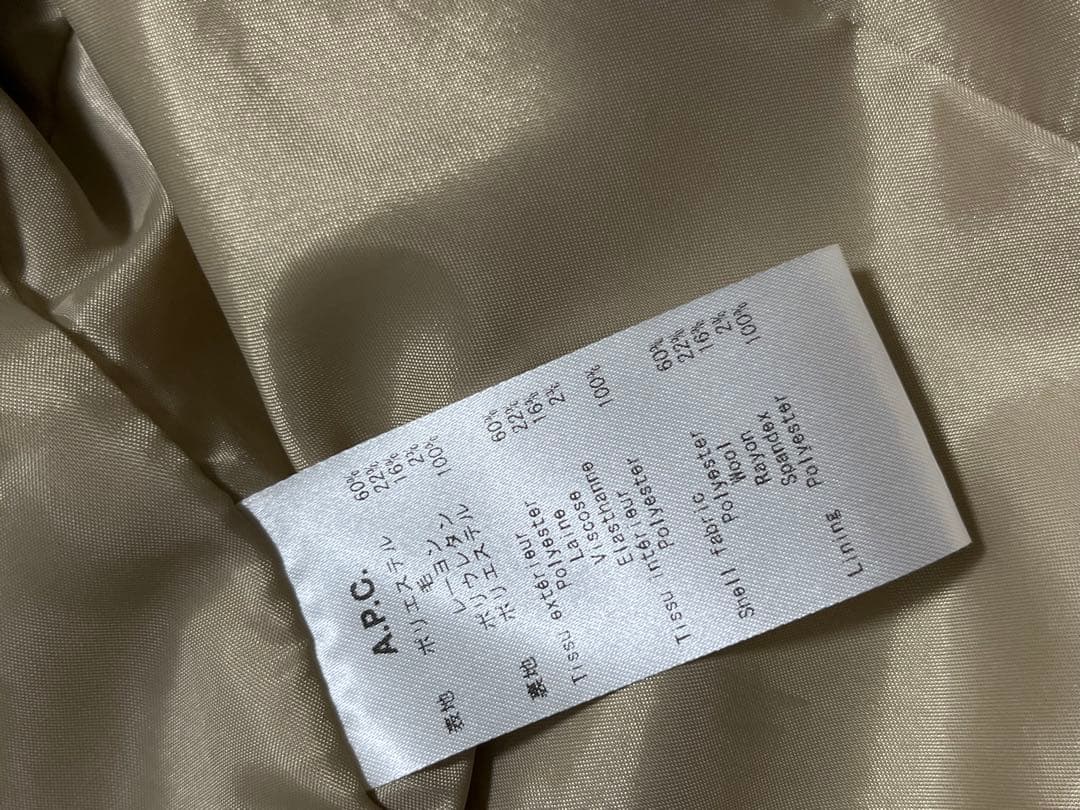 A.P.C.
表地 ポリエステル 60%
毛 22%
レーヨン 16%
ポリウレタン 2%
裏地 ポリエステル 100%
Tissu extérieur
Polyester 60%
Laine 22%
Viscose 16%
Elasthanne 2%
Tissu intérieur
Polyester 100%
Shell fabric
Polyester 60%
Wool 22%
Rayon 16%
Spandex 2%
Lining Polyester 100%